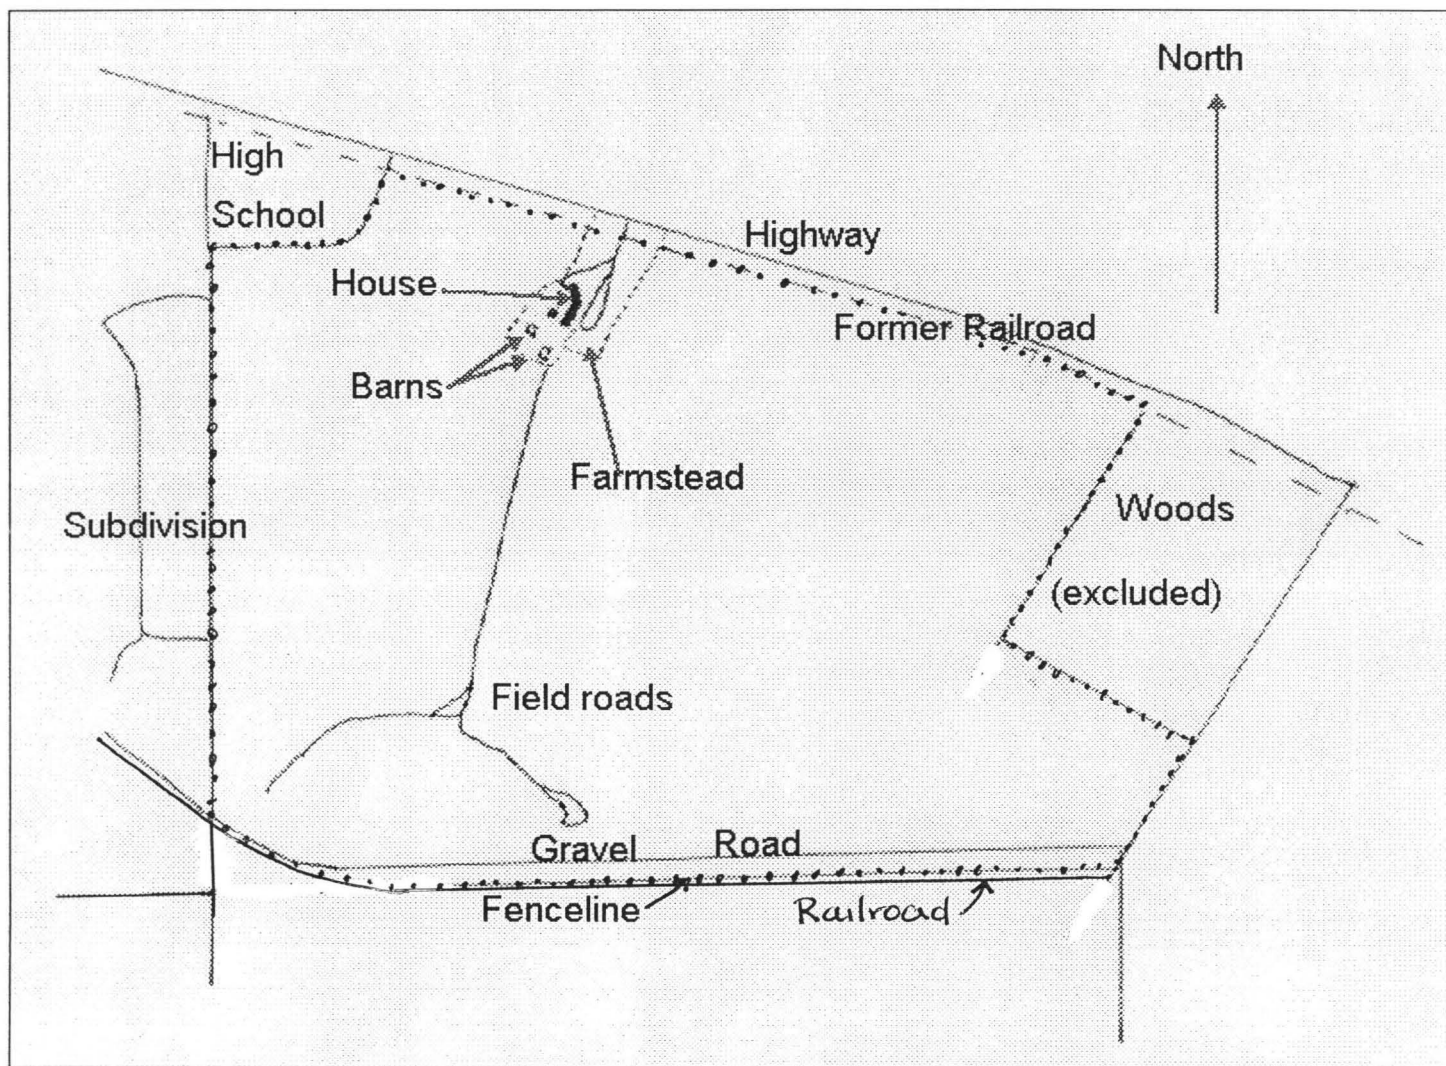 North
High
School
Highway
House
Former Railroad
Barns
Farmstead
Woods
Subdivision
(excluded)
Field roads
Gravel Road
Fenceline
Railroad